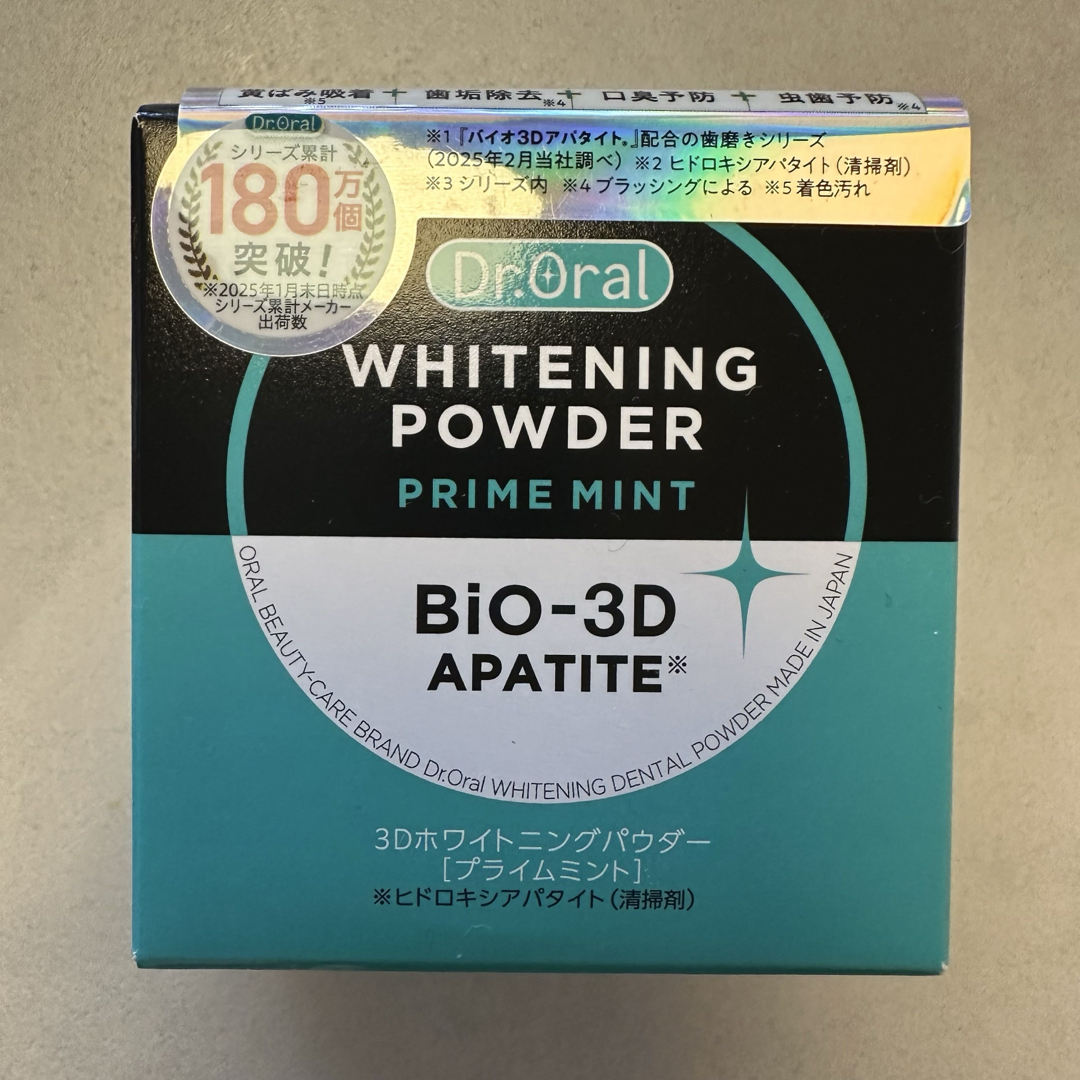 黄ばみ吸着※5 + 歯垢除去※4 + 口臭予防 + 虫歯予防※4
※1『バイオ3Dアパタイト®』配合の歯磨きシリーズ
(2025年2月当社調べ) ※2 ヒドロキシアパタイト(清掃剤)
※3 シリーズ内 ※4 ブラッシングによる ※5 着色汚れ
Dr.Oral
シリーズ累計
180万個
突破!
※2025年1月末日時点
シリーズ累計メーカー
出荷数
Dr.Oral
WHITENING
POWDER
PRIME MINT
BiO-3D
APATITE※
ORAL BEAUTY-CARE BRAND Dr.Oral WHITENING DENTAL POWDER MADE IN JAPAN
3Dホワイトニングパウダー
[プライムミント]
※ヒドロキシアパタイト(清掃剤)